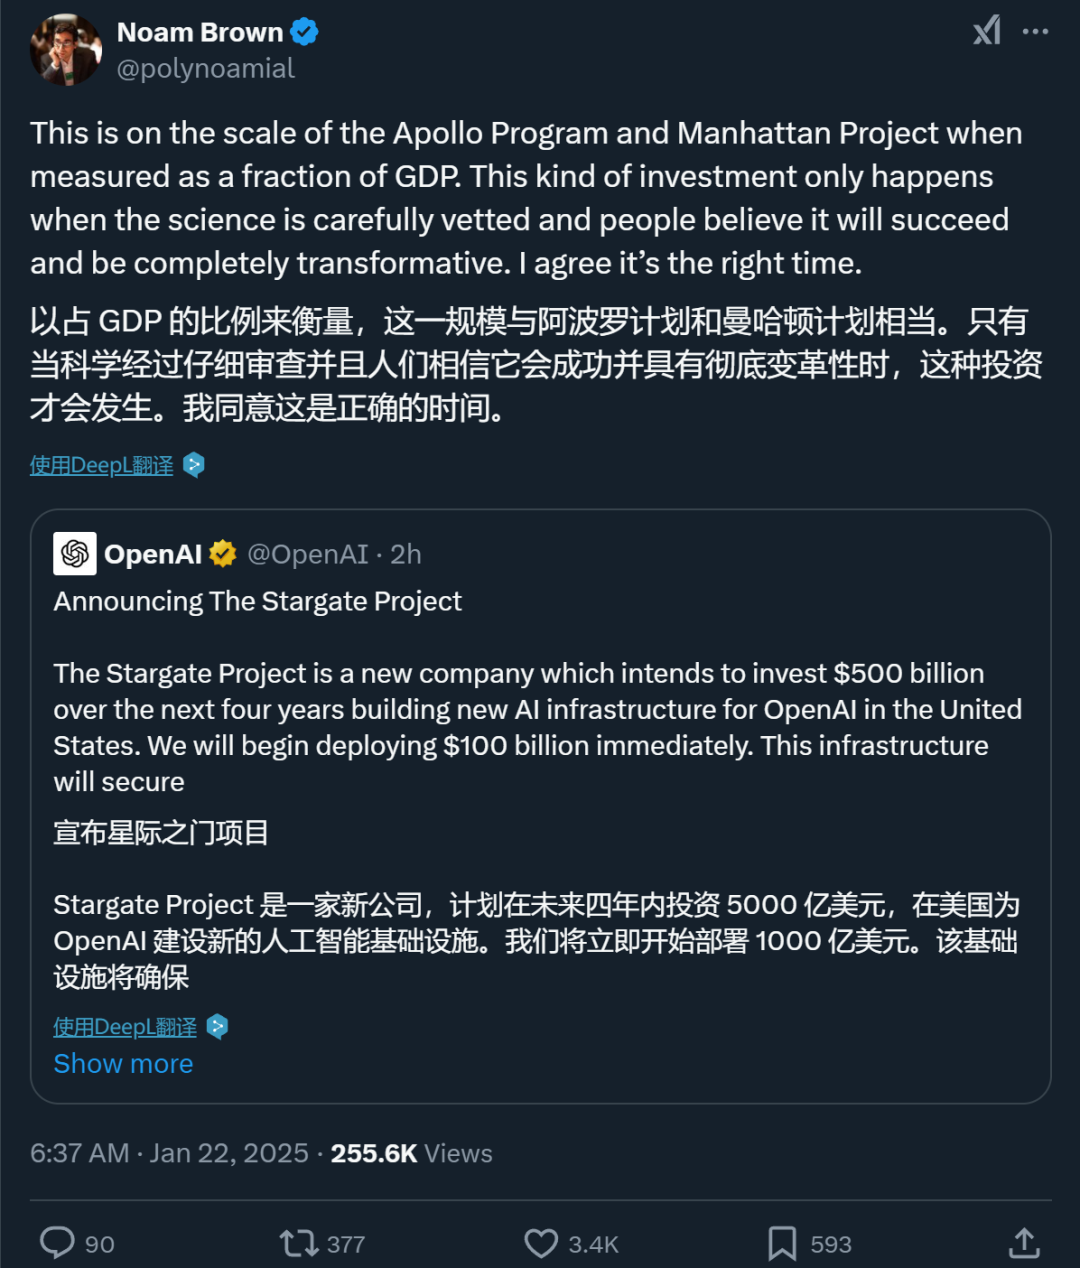 Noam Brown
@polynoamial
This is on the scale of the Apollo Program and Manhattan Project when
measured as a fraction of GDP. This kind of investment only happens
when the science is carefully vetted and people believe it will succeed
and be completely transformative. I agree it’s the right time.
以占 GDP 的比例来衡量，这一规模与阿波罗计划和曼哈顿计划相当。只有
当科学经过仔细审查并且人们相信它会成功并具有彻底变革性时，这种投资
才会发生。我同意这是正确的时间。
使用DeepL翻译
OpenAI @OpenAI · 2h
Announcing The Stargate Project
The Stargate Project is a new company which intends to invest $500 billion
over the next four years building new AI infrastructure for OpenAI in the United
States. We will begin deploying $100 billion immediately. This infrastructure
will secure
宣布星际之门项目
Stargate Project 是一家新公司，计划在未来四年内投资 5000 亿美元，在美国为
OpenAI 建设新的人工智能基础设施。我们将立即开始部署 1000 亿美元。该基础
设施将确保
使用DeepL翻译
Show more
6:37 AM · Jan 22, 2025 · 255.6K Views
90 377 3.4K 593